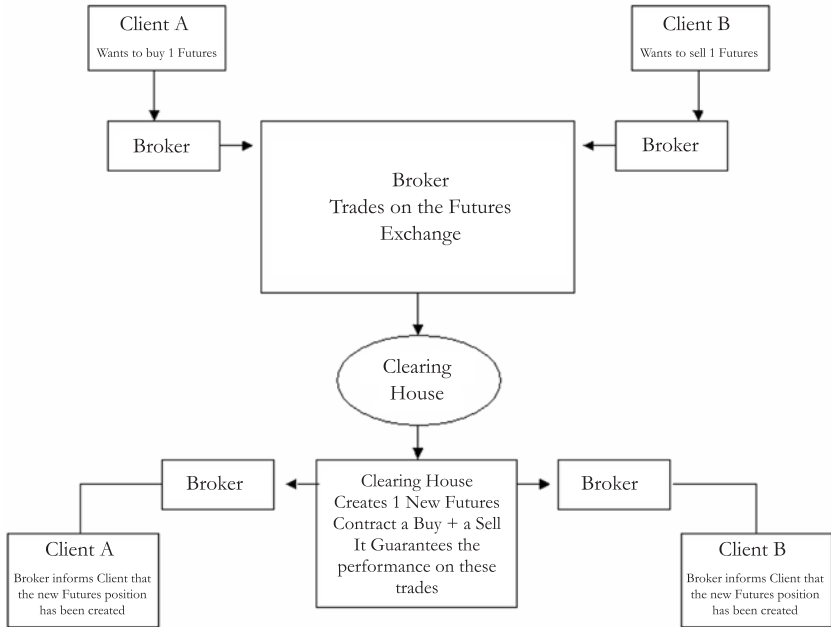 Client A
Wants to buy 1 Futures
Client B
Wants to sell 1 Futures
Broker
Broker
Broker
Trades on the Futures
Exchange
Clearing
House
Broker
Clearing House
Creates 1 New Futures
Contract a Buy + a Sell
It Guarantees the
performance on these
trades
Broker
Client A
Broker informs Client that
the new Futures position
has been created
Client B
Broker informs Client that
the new Futures position
has been created